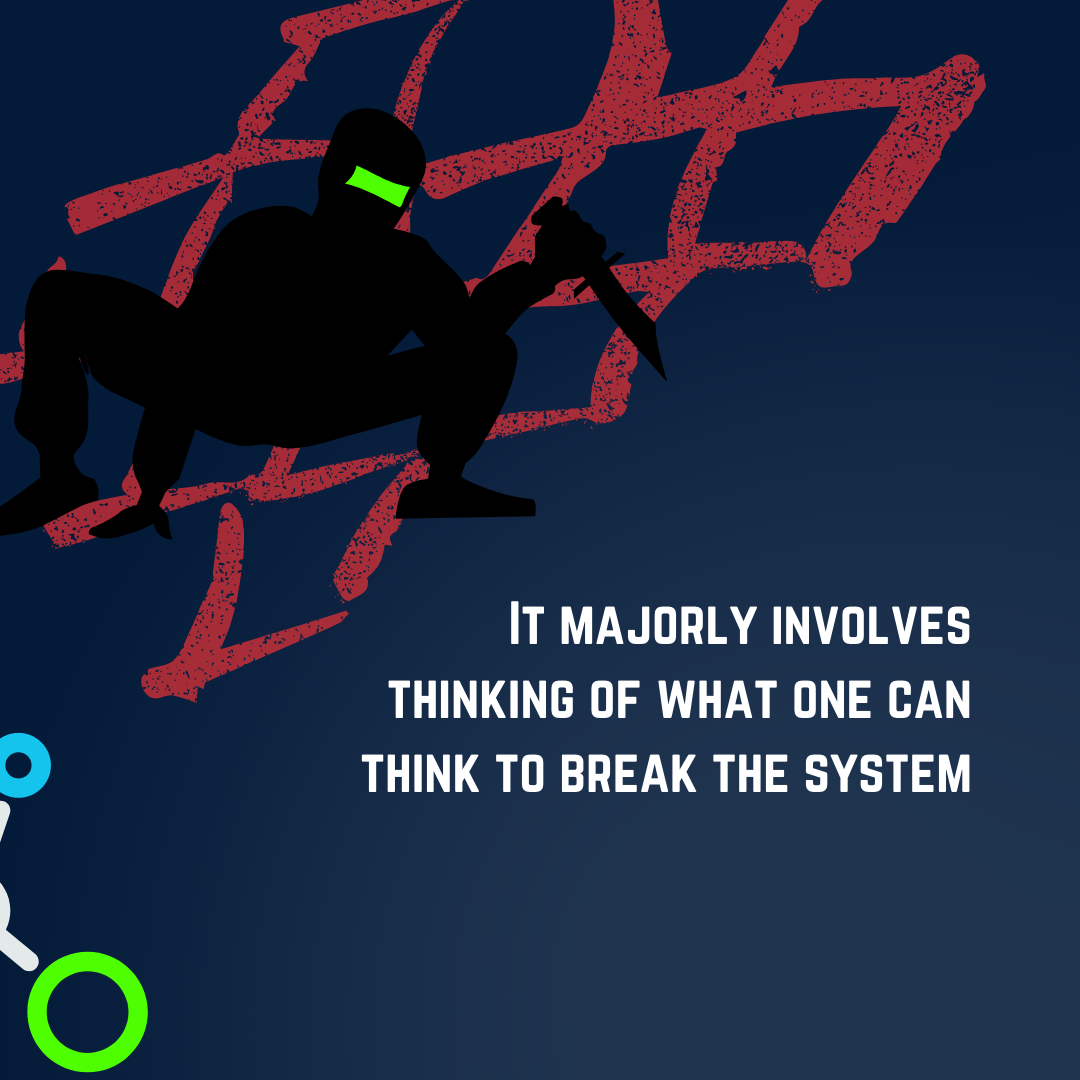 It majorly involves
thinking of what one can
think to break the system